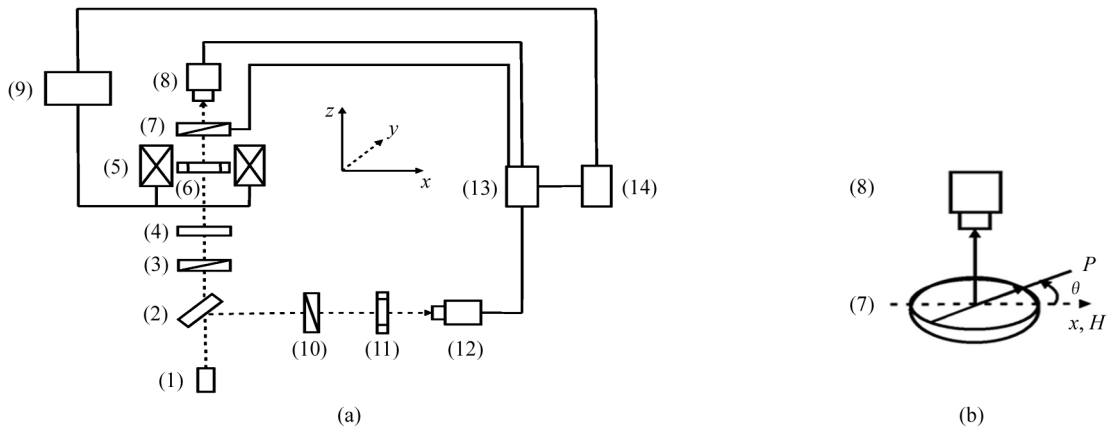 (8)
(9)
(7)
z
y
x
(5)
(6)
(13)
(14)
(4)
(3)
(2)
(10)
(11)
(12)
(1)
(a)
(8)
P
θ
(7)
x, H
(b)